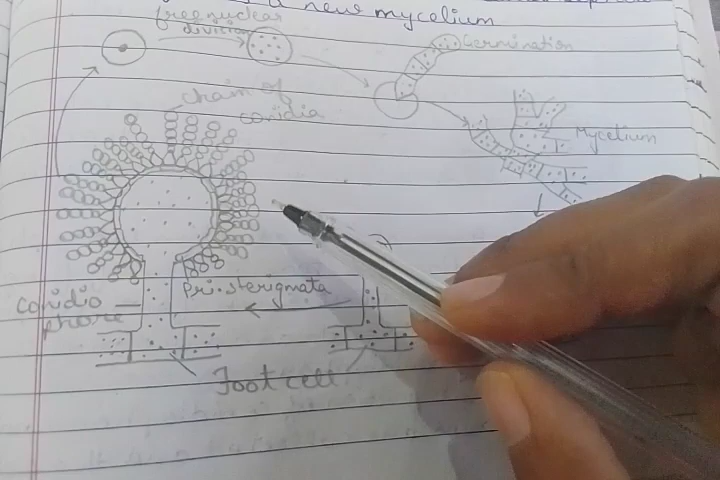 a new mycelium
free nuclear
division
Germination
chain of
conidia
Mycelium
Pri. sterigmata
Conidio
phore
Foot cell